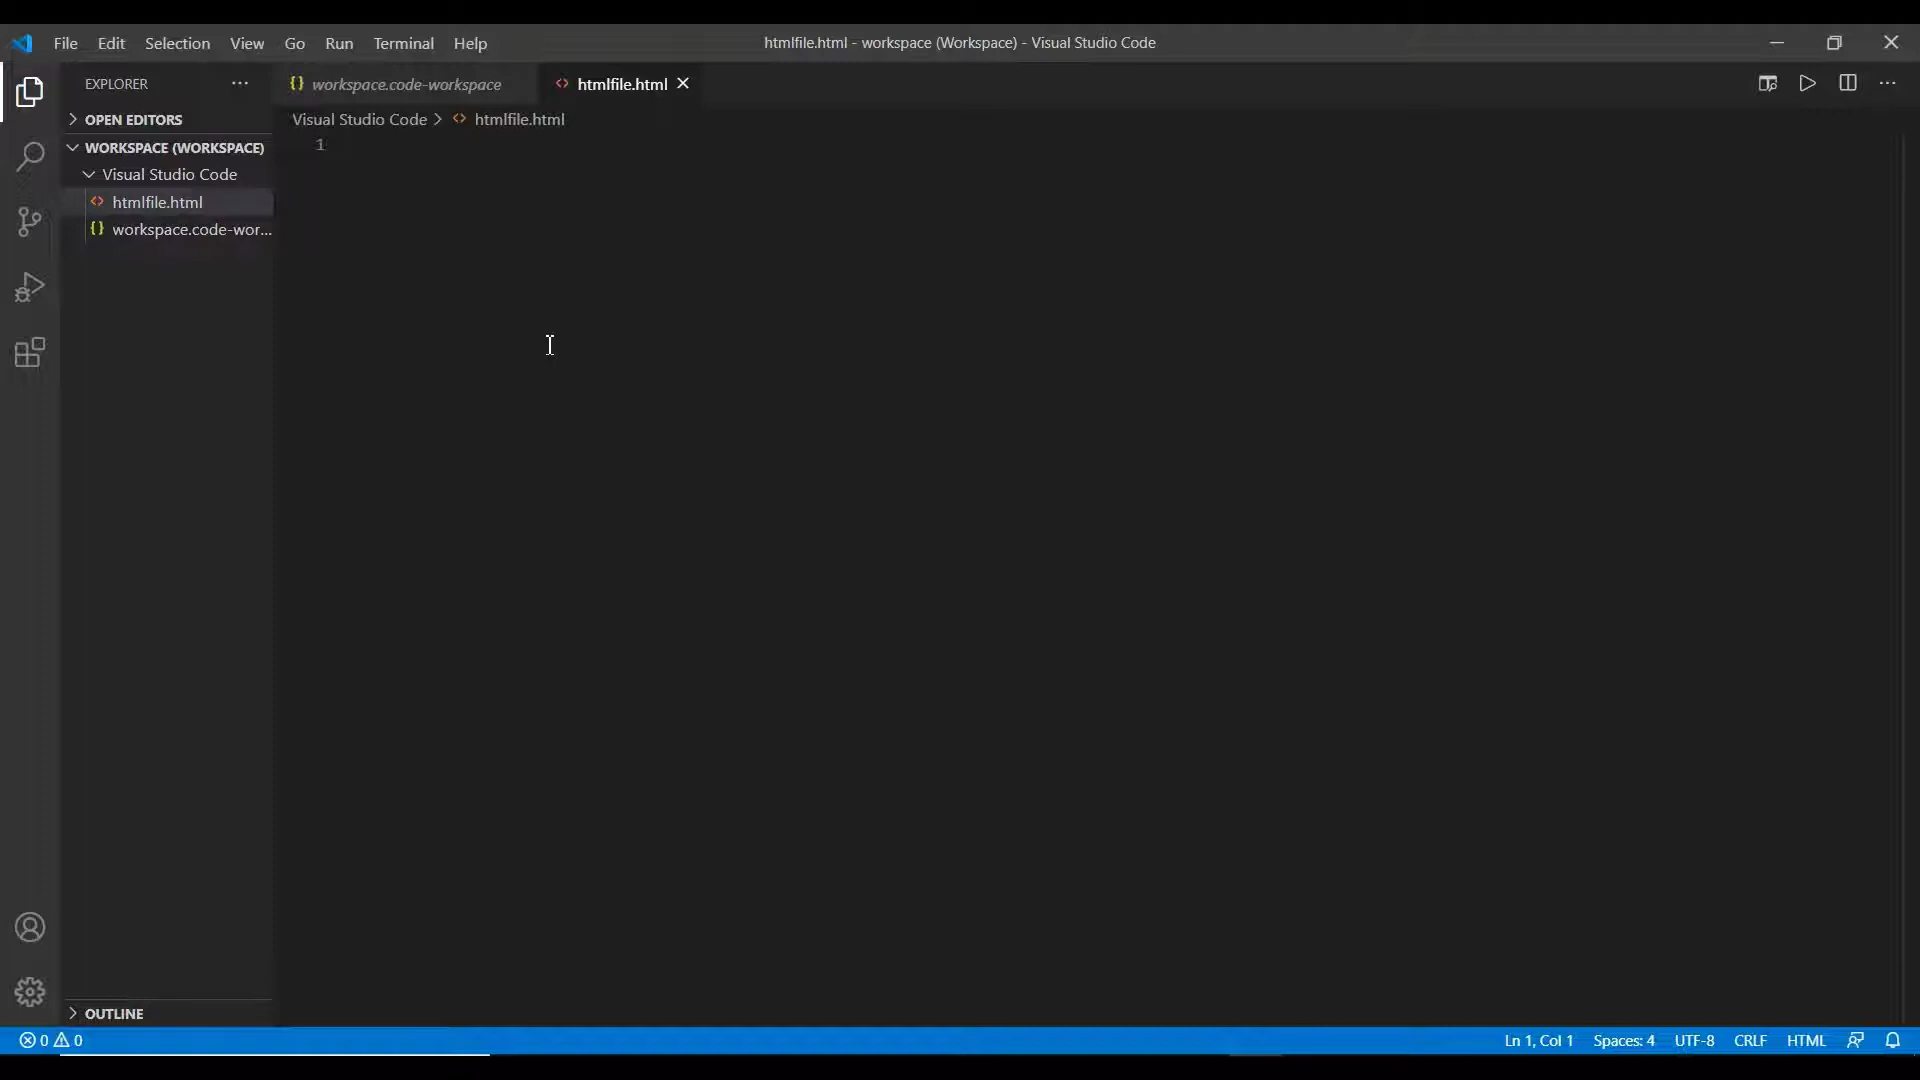 File Edit Selection View Go Run Terminal Help
htmlfile.html - workspace (Workspace) - Visual Studio Code
EXPLORER
workspace.code-workspace
htmlfile.html
OPEN EDITORS
Visual Studio Code > htmlfile.html
WORKSPACE (WORKSPACE)
1
Visual Studio Code
htmlfile.html
workspace.code-wor...
OUTLINE
0 0
Ln 1, Col 1 Spaces: 4 UTF-8 CRLF HTML